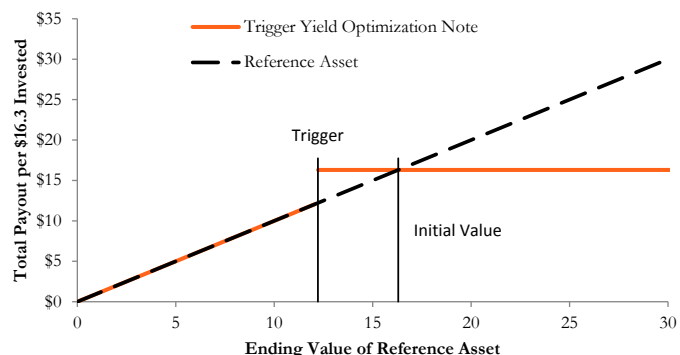 Total Payout per $16.3 Invested
$35
$30
$25
$20
$15
$10
$5
$0
Trigger Yield Optimization Note
Reference Asset
Trigger
Initial Value
0
5
10
15
20
25
30
Ending Value of Reference Asset